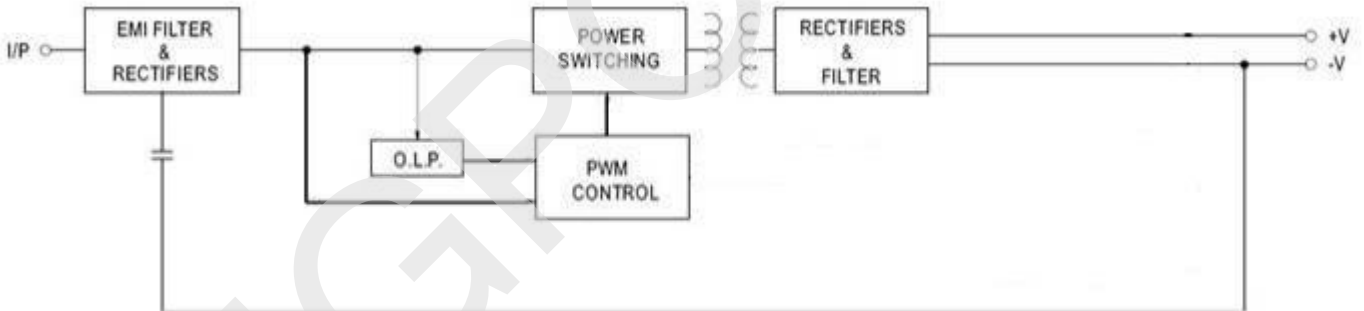 I/P
EMI FILTER
&
RECTIFIERS
POWER
SWITCHING
RECTIFIERS
&
FILTER
+V
-V
O.L.P.
PWM
CONTROL